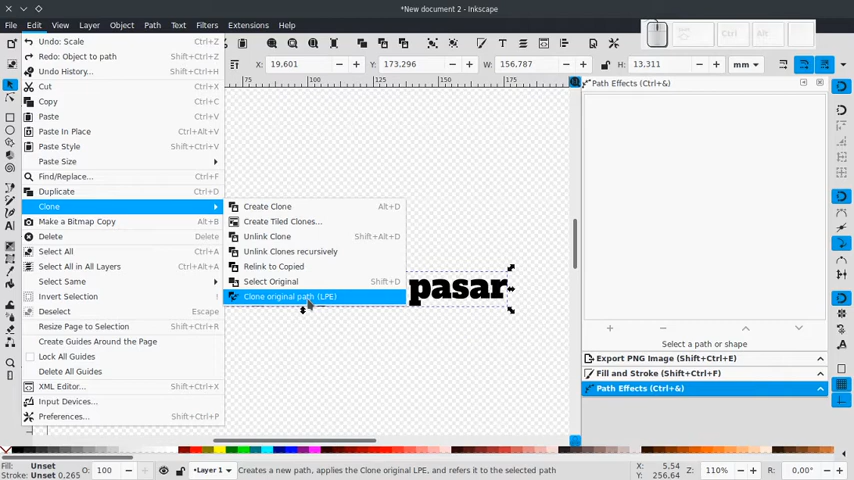 *New document 2 - Inkscape
File Edit View Layer Object Path Text Filters Extensions Help
Ctrl Alt
X: 19,601 Y: 173,296 W: 156,787 H: 13.311 mm
75 100 125 150 175
Undo: Scale Ctrl+Z
Redo: Object to path Shift+Ctrl+Z
Undo History... Shift+Ctrl+H
Cut Ctrl+X
Copy Ctrl+C
Paste Ctrl+V
Paste In Place Ctrl+Alt+V
Paste Style Shift+Ctrl+V
Paste Size
Find/Replace... Ctrl+F
Duplicate Ctrl+D
Clone
Make a Bitmap Copy Alt+B
Delete Delete
Select All Ctrl+A
Select All in All Layers Ctrl+Alt+A
Select Same
Invert Selection !
Deselect Escape
Resize Page to Selection Shift+Ctrl+R
Create Guides Around the Page
Lock All Guides
Delete All Guides
XML Editor... Shift+Ctrl+X
Input Devices...
Preferences... Shift+Ctrl+P
Create Clone Alt+D
Create Tiled Clones...
Unlink Clone Shift+Alt+D
Unlink Clones recursively
Relink to Copied
Select Original Shift+D
Clone original path (LPE)
pasar
Path Effects (Ctrl+&)
Select a path or shape
Export PNG Image (Shift+Ctrl+E)
Fill and Stroke (Shift+Ctrl+F)
Path Effects (Ctrl+&)
Fill: Unset
Stroke: Unset 0,265
O: 100
Layer 1
Creates a new path, applies the Clone original LPE, and refers it to the selected path
X: 5.54
Y: 256,64
Z: 110%
R: 0,00°